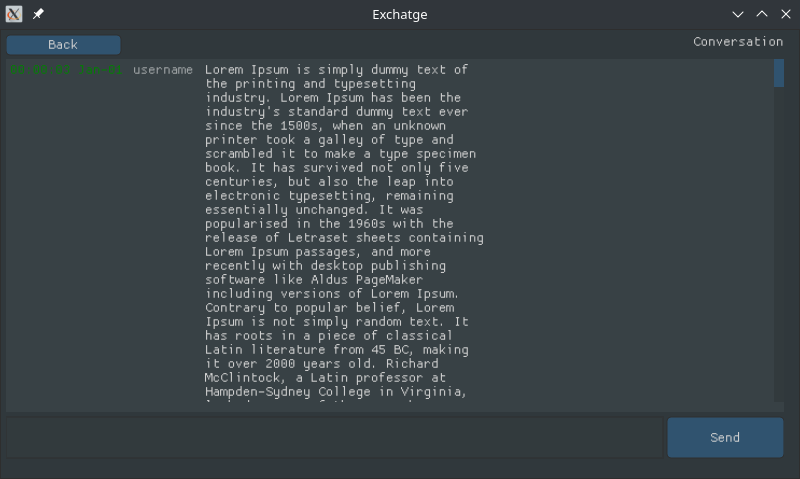 Exchatge
Back
Conversation
00:00:03 Jan-01 username Lorem Ipsum is simply dummy text of
the printing and typesetting
industry. Lorem Ipsum has been the
industry's standard dummy text ever
since the 1500s, when an unknown
printer took a galley of type and
scrambled it to make a type specimen
book. It has survived not only five
centuries, but also the leap into
electronic typesetting, remaining
essentially unchanged. It was
popularised in the 1960s with the
release of Letraset sheets containing
Lorem Ipsum passages, and more
recently with desktop publishing
software like Aldus PageMaker
including versions of Lorem Ipsum.
Contrary to popular belief, Lorem
Ipsum is not simply random text. It
has roots in a piece of classical
Latin literature from 45 BC, making
it over 2000 years old. Richard
McClintock, a Latin professor at
Hampden-Sydney College in Virginia,
Send